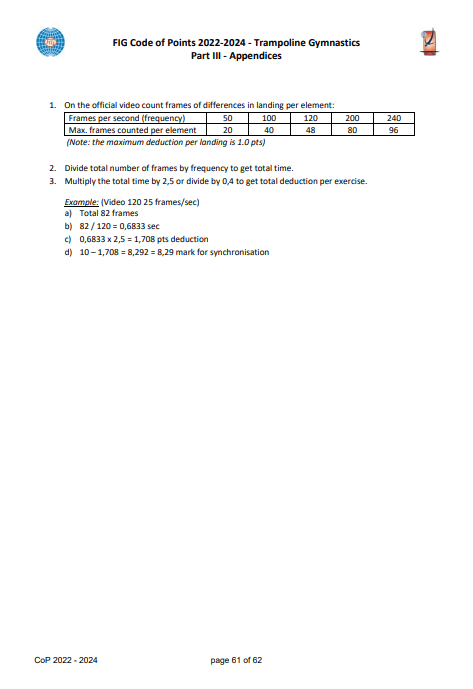 FIG Code of Points 2022-2024 - Trampoline Gymnastics
Part III - Appendices
1. On the official video count frames of differences in landing per element:
Frames per second (frequency) 50 100 120 200 240
Max. frames counted per element 20 40 48 80 96
(Note: the maximum deduction per landing is 1.0 pts)
2. Divide total number of frames by frequency to get total time.
3. Multiply the total time by 2,5 or divide by 0,4 to get total deduction per exercise.
Example: (Video 120 25 frames/sec)
a) Total 82 frames
b) 82 / 120 = 0,6833 sec
c) 0,6833 x 2,5 = 1,708 pts deduction
d) 10 – 1,708 = 8,292 = 8,29 mark for synchronisation
CoP 2022 - 2024 page 61 of 62